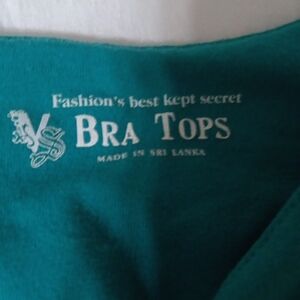 Fashion's best kept secret
VS BRA TOPS
MADE IN SRI LANKA